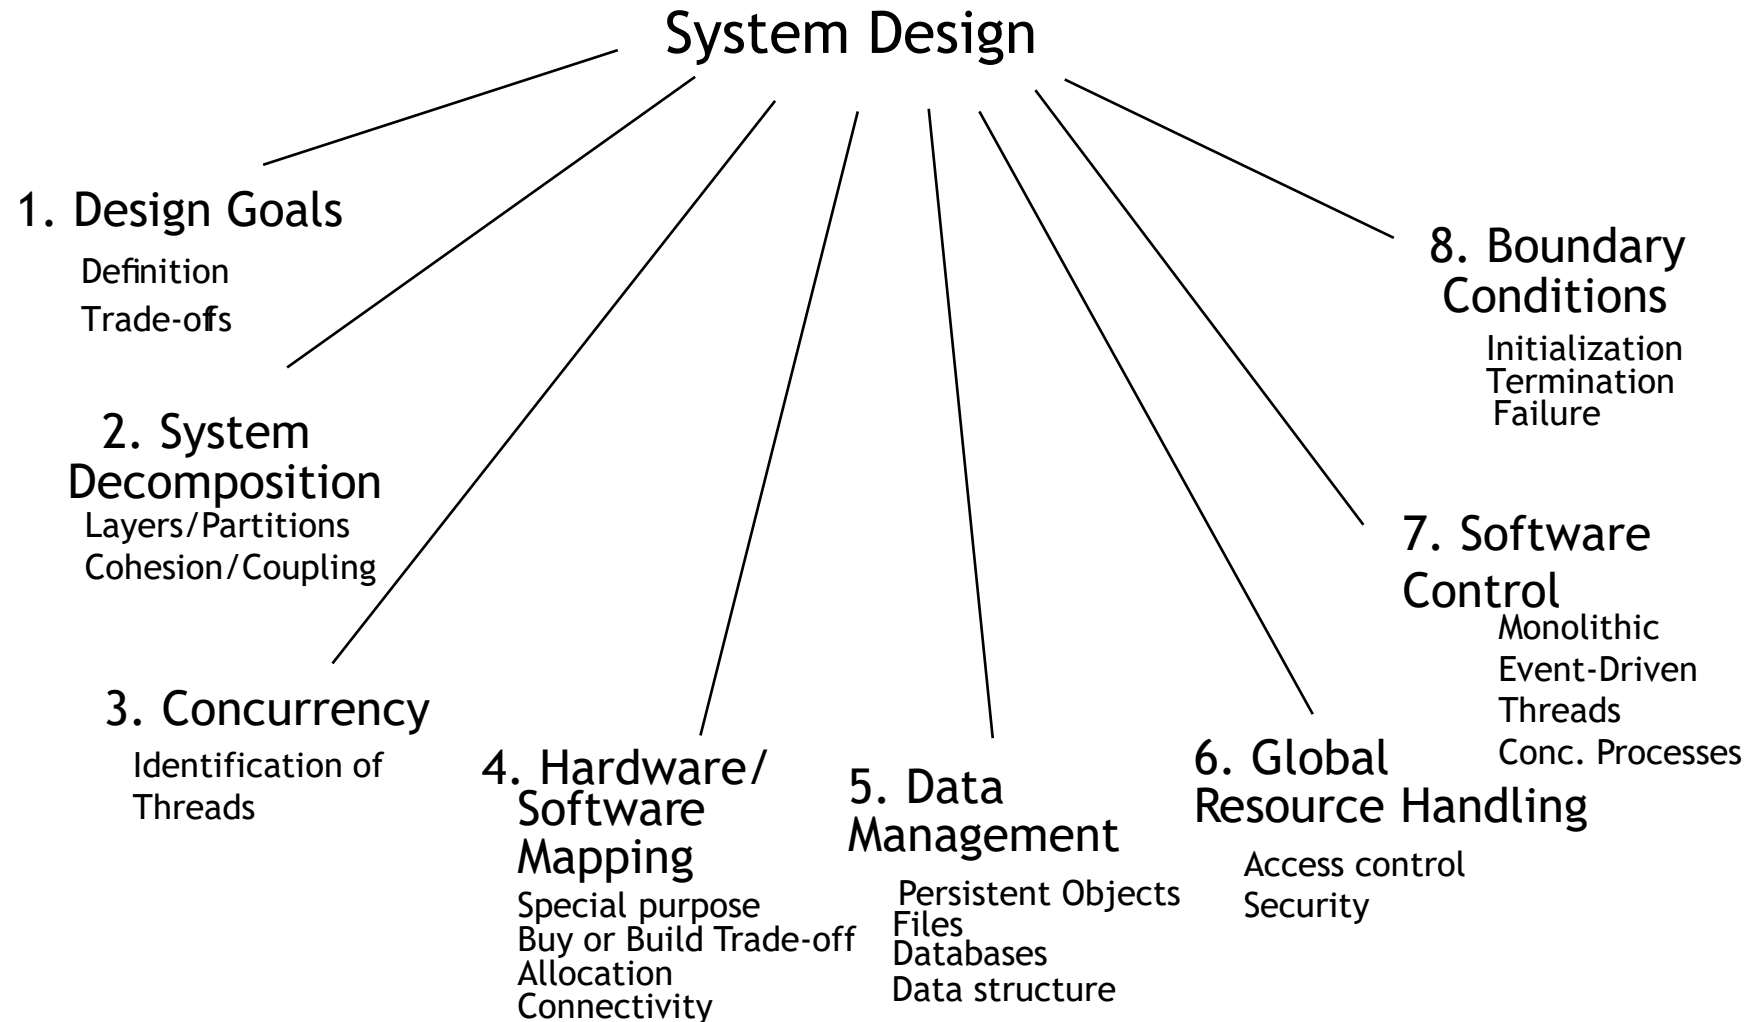 System Design
1. Design Goals
Definition
Trade-offs
2. System
Decomposition
Layers/Partitions
Cohesion/Coupling
3. Concurrency
Identification of
Threads
4. Hardware/
Software
Mapping
Special purpose
Buy or Build Trade-off
Allocation
Connectivity
5. Data
Management
Persistent Objects
Files
Databases
Data structure
6. Global
Resource Handling
Access control
Security
7. Software
Control
Monolithic
Event-Driven
Threads
Conc. Processes
8. Boundary
Conditions
Initialization
Termination
Failure